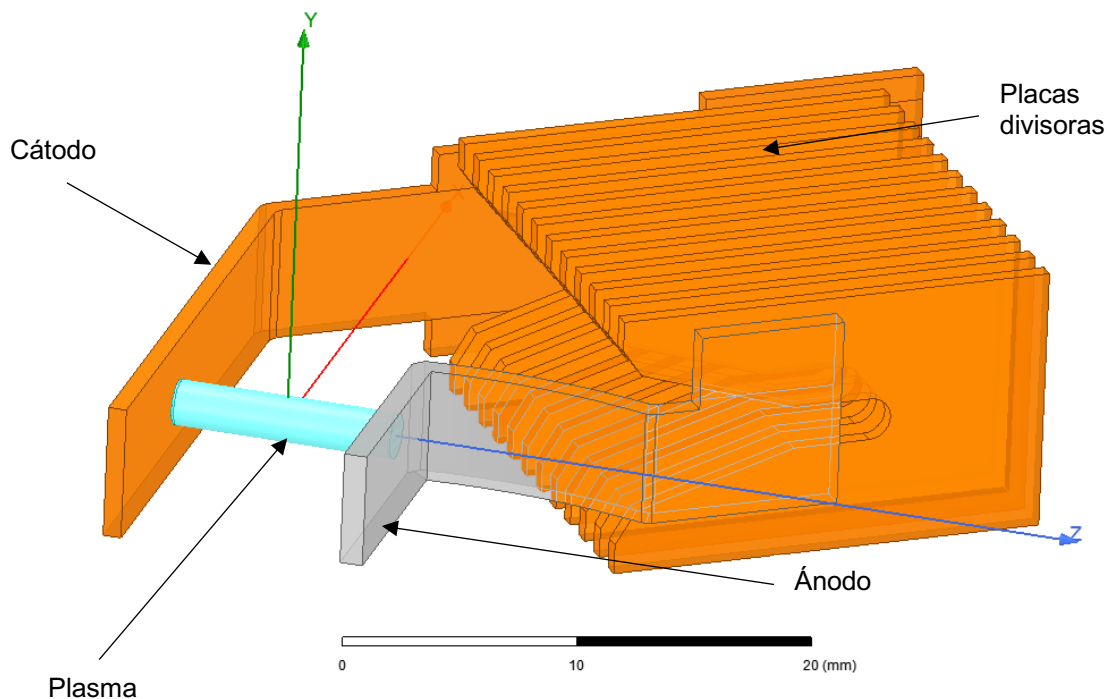 Y
Placas
divisoras
Cátodo
Z
Ánodo
0
10
20 (mm)
Plasma